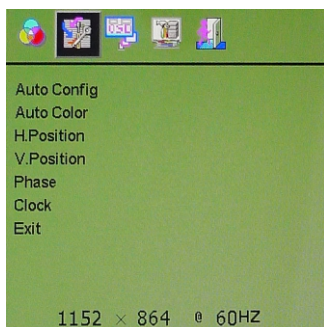 OSD
Auto Config
Auto Color
H.Position
V.Position
Phase
Clock
Exit
1152 × 864 @ 60HZ